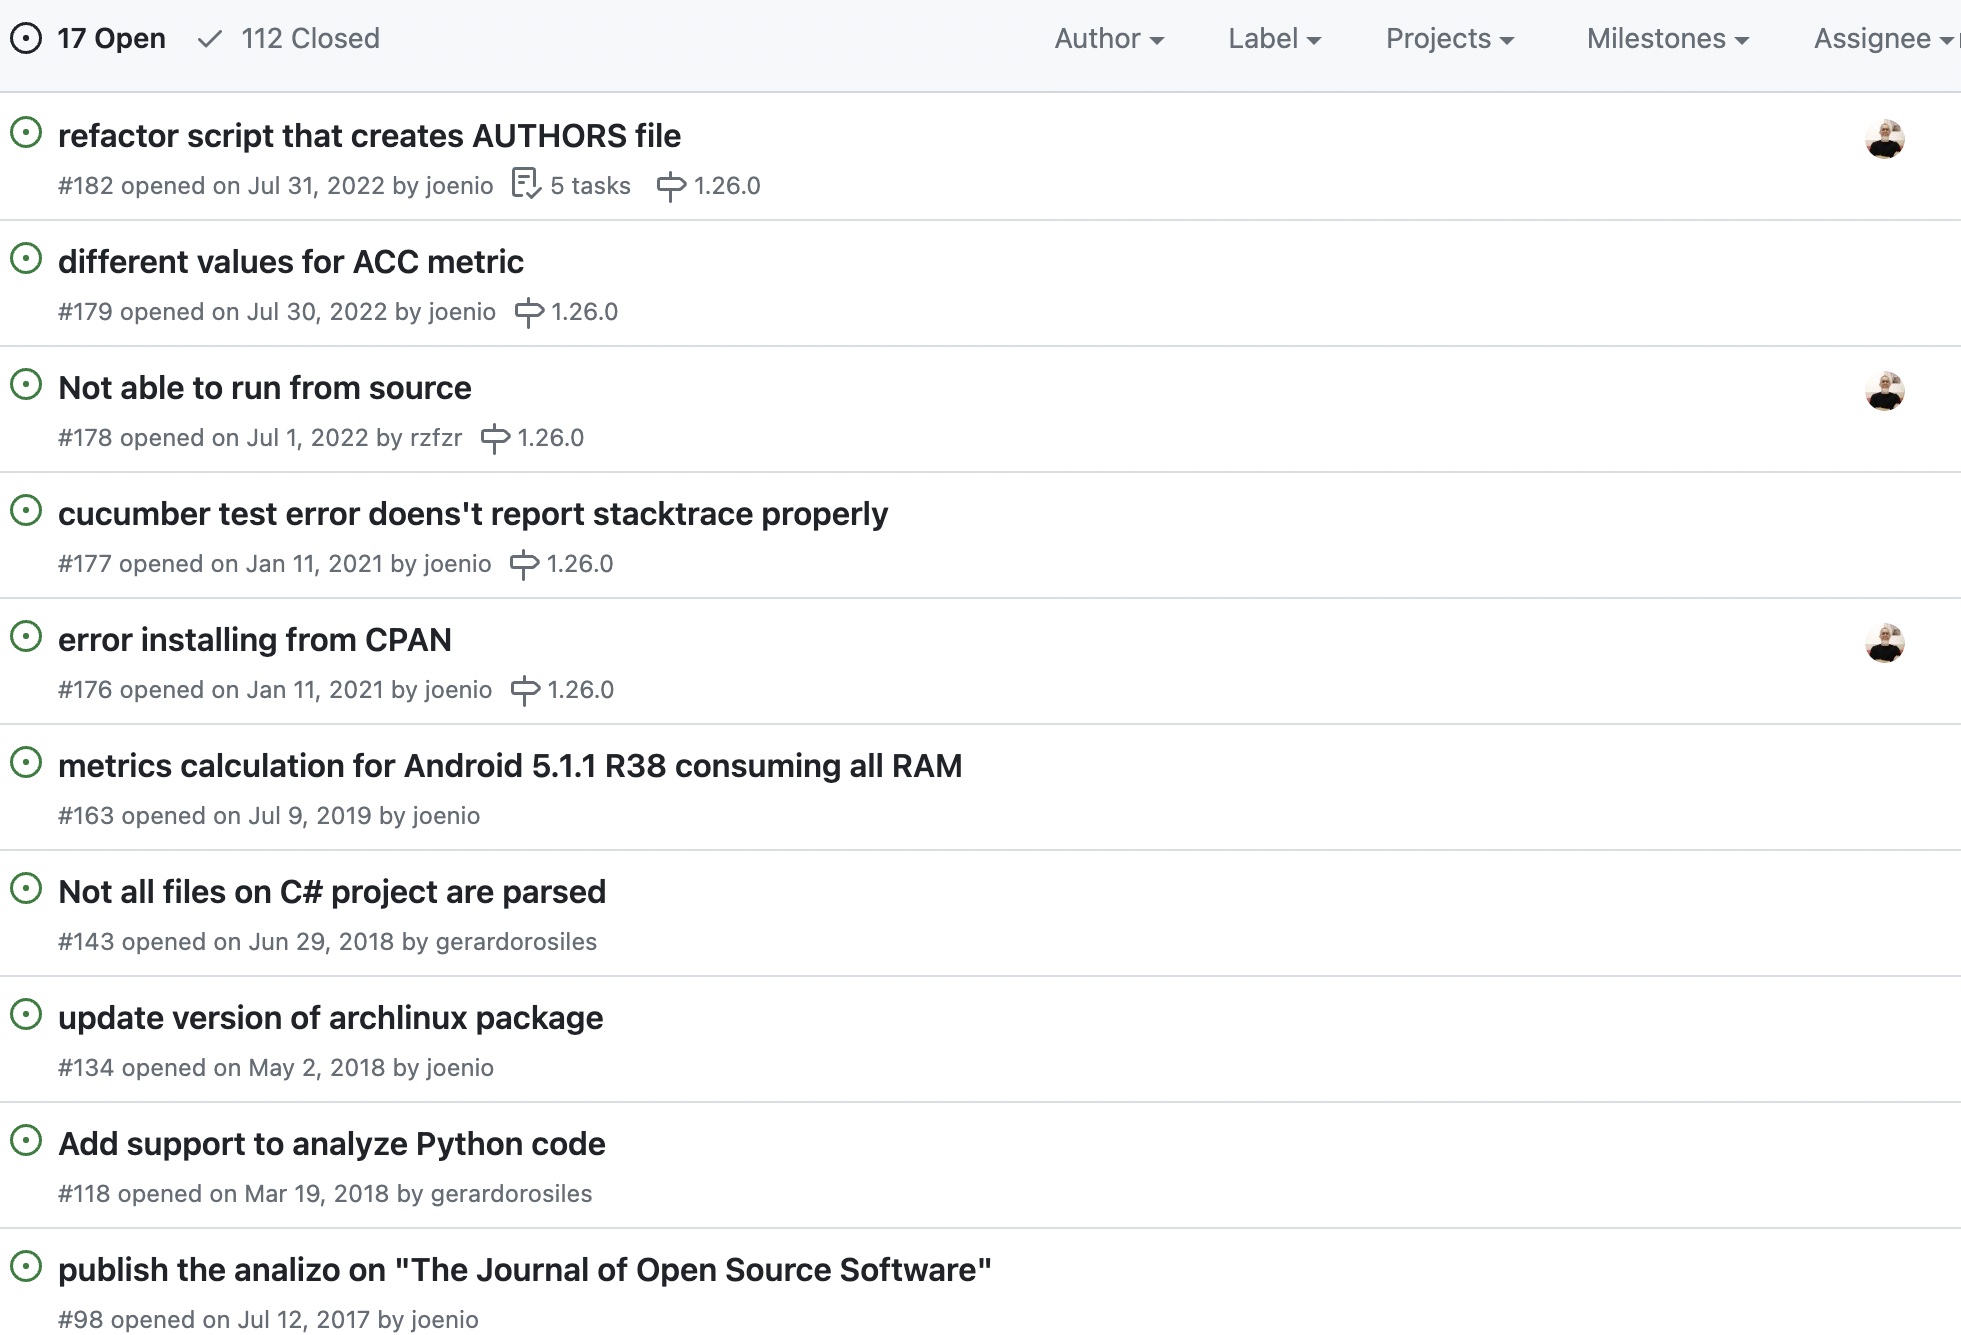 17 Open 112 Closed Author Label Projects Milestones Assignee
refactor script that creates AUTHORS file
#182 opened on Jul 31, 2022 by joenio 5 tasks 1.26.0
different values for ACC metric
#179 opened on Jul 30, 2022 by joenio 1.26.0
Not able to run from source
#178 opened on Jul 1, 2022 by rzfzr 1.26.0
cucumber test error doens't report stacktrace properly
#177 opened on Jan 11, 2021 by joenio 1.26.0
error installing from CPAN
#176 opened on Jan 11, 2021 by joenio 1.26.0
metrics calculation for Android 5.1.1 R38 consuming all RAM
#163 opened on Jul 9, 2019 by joenio
Not all files on C# project are parsed
#143 opened on Jun 29, 2018 by gerardorosiles
update version of archlinux package
#134 opened on May 2, 2018 by joenio
Add support to analyze Python code
#118 opened on Mar 19, 2018 by gerardorosiles
publish the analizo on "The Journal of Open Source Software"
#98 opened on Jul 12, 2017 by joenio